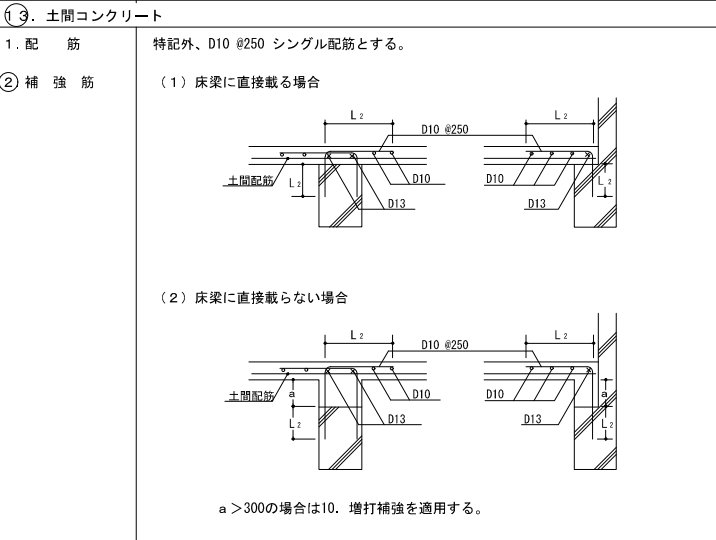 ⑬. 土間コンクリート
1. 配 筋
特記外、D10 @250 シングル配筋とする。
② 補 強 筋
(1) 床梁に直接載る場合
L2
L2
D10 @250
土間配筋
L2
D10
D10
L2
D13
D13
(2) 床梁に直接載らない場合
L2
L2
D10 @250
土間配筋
a
D10
D10
a
L2
D13
D13
L2
a>300の場合は10. 増打補強を適用する。